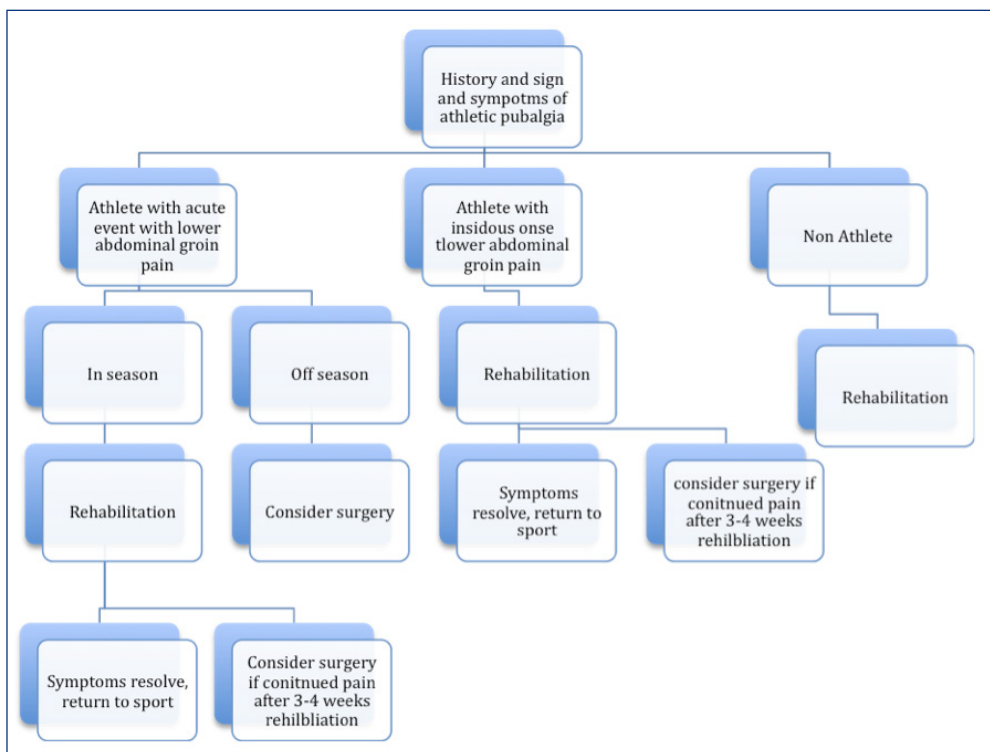 History and sign
and sympotms of
athletic pubalgia
Athlete with acute
event with lower
abdominal groin
pain
Athlete with
insidous onse
tlower abdominal
groin pain
Non Athlete
In season
Off season
Rehabilitation
Rehabilitation
Rehabilitation
Consider surgery
Symptoms
resolve, return to
sport
consider surgery if
conitnued pain
after 3-4 weeks
rehilbliation
Symptoms resolve,
return to sport
Consider surgery
if conitnued pain
after 3-4 weeks
rehilbliation